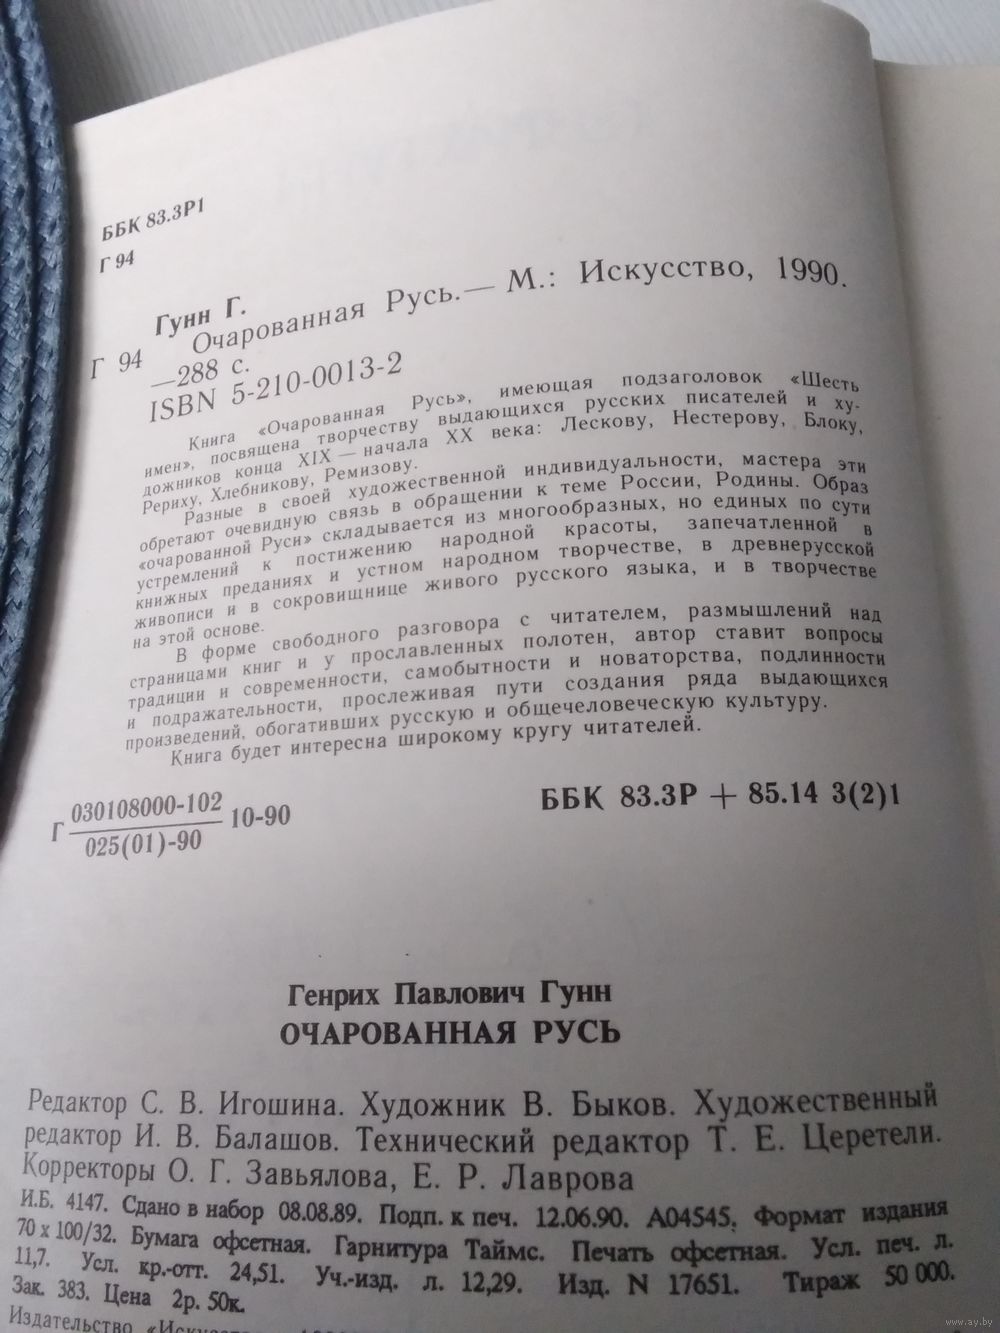 ББК 83.3Р1
Г 94
Гунн Г.
Г 94 Очарованная Русь.— М.: Искусство, 1990.
—288 с.
ISBN 5-210-0013-2
Книга «Очарованная Русь», имеющая подзаголовок «Шесть
имен», посвящена творчеству выдающихся русских писателей и ху-
дожников конца XIX — начала XX века: Лескову, Нестерову, Блоку,
Рериху, Хлебникову, Ремизову.
Разные в своей художественной индивидуальности, мастера эти
обретают очевидную связь в обращении к теме России, Родины. Образ
«очарованной Руси» складывается из многообразных, но единых по сути
устремлений к постижению народной красоты, запечатленной в
книжных преданиях и устном народном творчестве, в древнерусской
живописи и в сокровищнице живого русского языка, и в творчестве
на этой основе.
В форме свободного разговора с читателем, размышлений над
страницами книг и у прославленных полотен, автор ставит вопросы
традиции и современности, самобытности и новаторства, подлинности
и подражательности, прослеживая пути создания ряда выдающихся
произведений, обогативших русскую и общечеловеческую культуру.
Книга будет интересна широкому кругу читателей.
Г 030108000-102 10-90
025(01)-90
ББК 83.3Р + 85.14 3(2)1
Генрих Павлович Гунн
ОЧАРОВАННАЯ РУСЬ
Редактор С. В. Игошина. Художник В. Быков. Художественный
редактор И. В. Балашов. Технический редактор Т. Е. Церетели.
Корректоры О. Г. Завьялова, Е. Р. Лаврова
И.Б. 4147. Сдано в набор 08.08.89. Подп. к печ. 12.06.90. А04545. Формат издания
70 х 100/32. Бумага офсетная. Гарнитура Таймс. Печать офсетная. Усл. печ. л.
11,7. Усл. кр.-отт. 24,51. Уч.-изд. л. 12,29. Изд. N 17651. Тираж 50 000.
Зак. 383. Цена 2р. 50к.
Издательство
www.ay.by